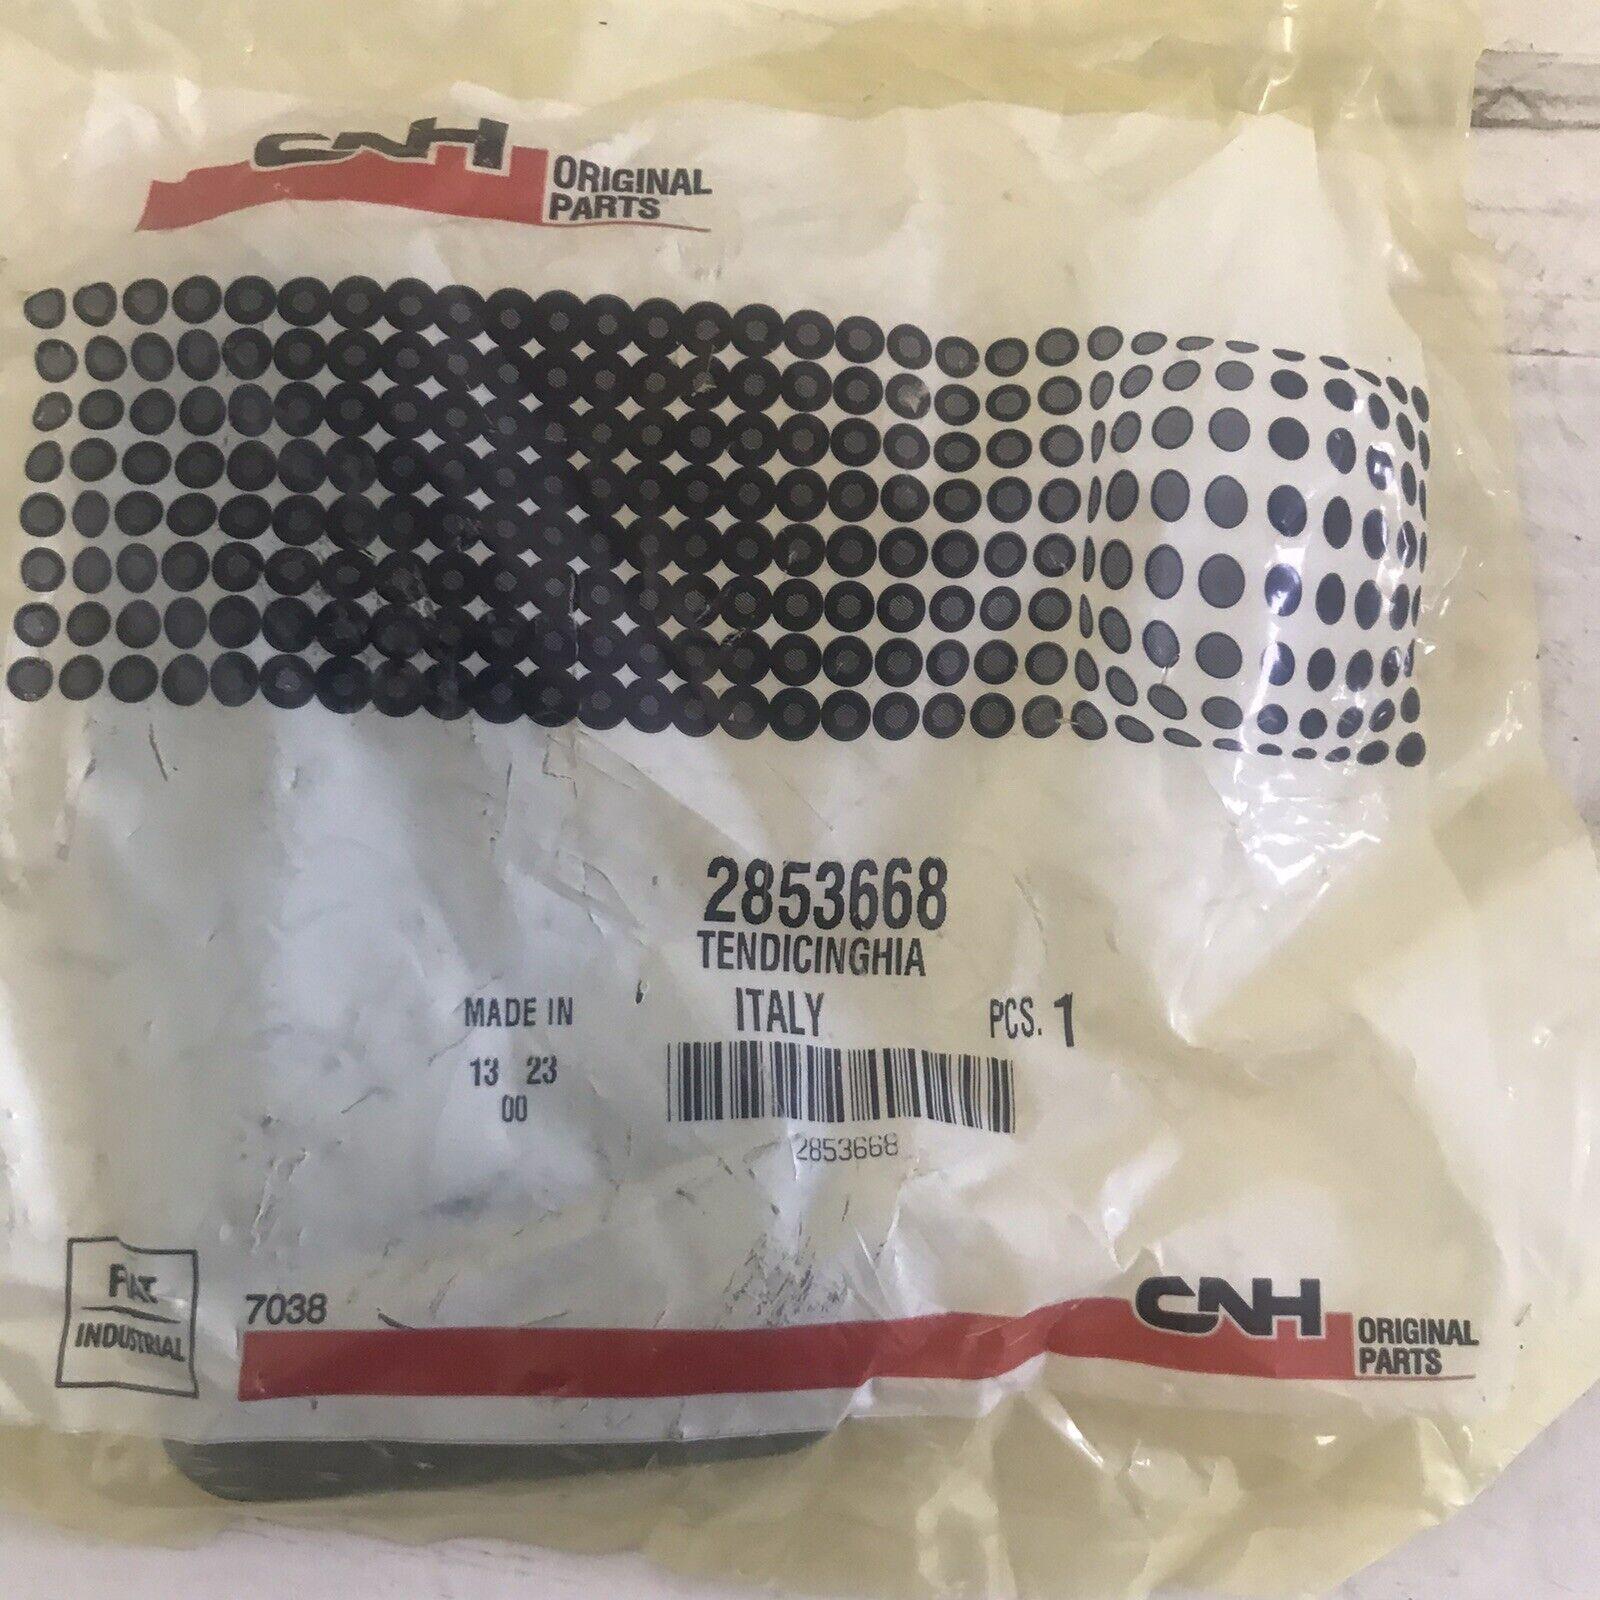 CNH ORIGINAL
PARTS
2853668
TENDICINGHIA
MADE IN ITALY PCS. 1
13 23
00
2853668
FIAT
INDUSTRIAL
7038
CNH ORIGINAL
PARTS